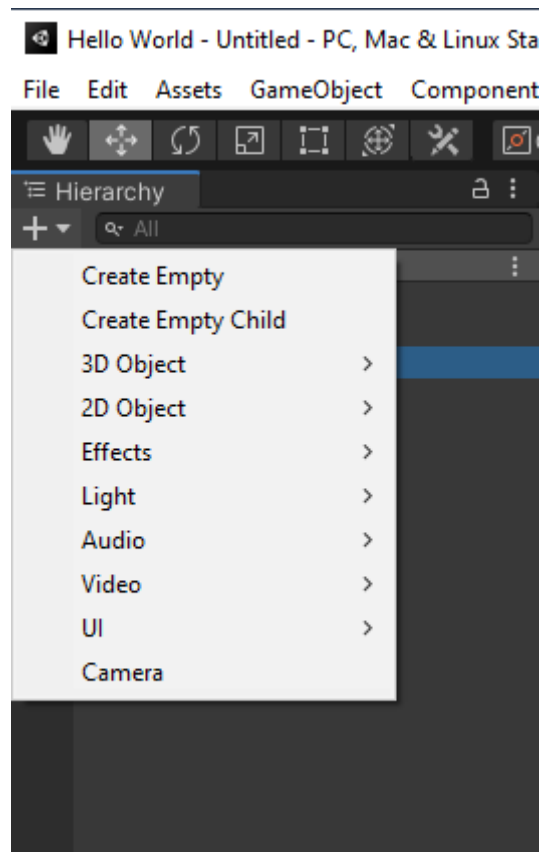 Hello World - Untitled - PC, Mac & Linux Sta
File Edit Assets GameObject Component
Hierarchy
All
Create Empty
Create Empty Child
3D Object
2D Object
Effects
Light
Audio
Video
UI
Camera